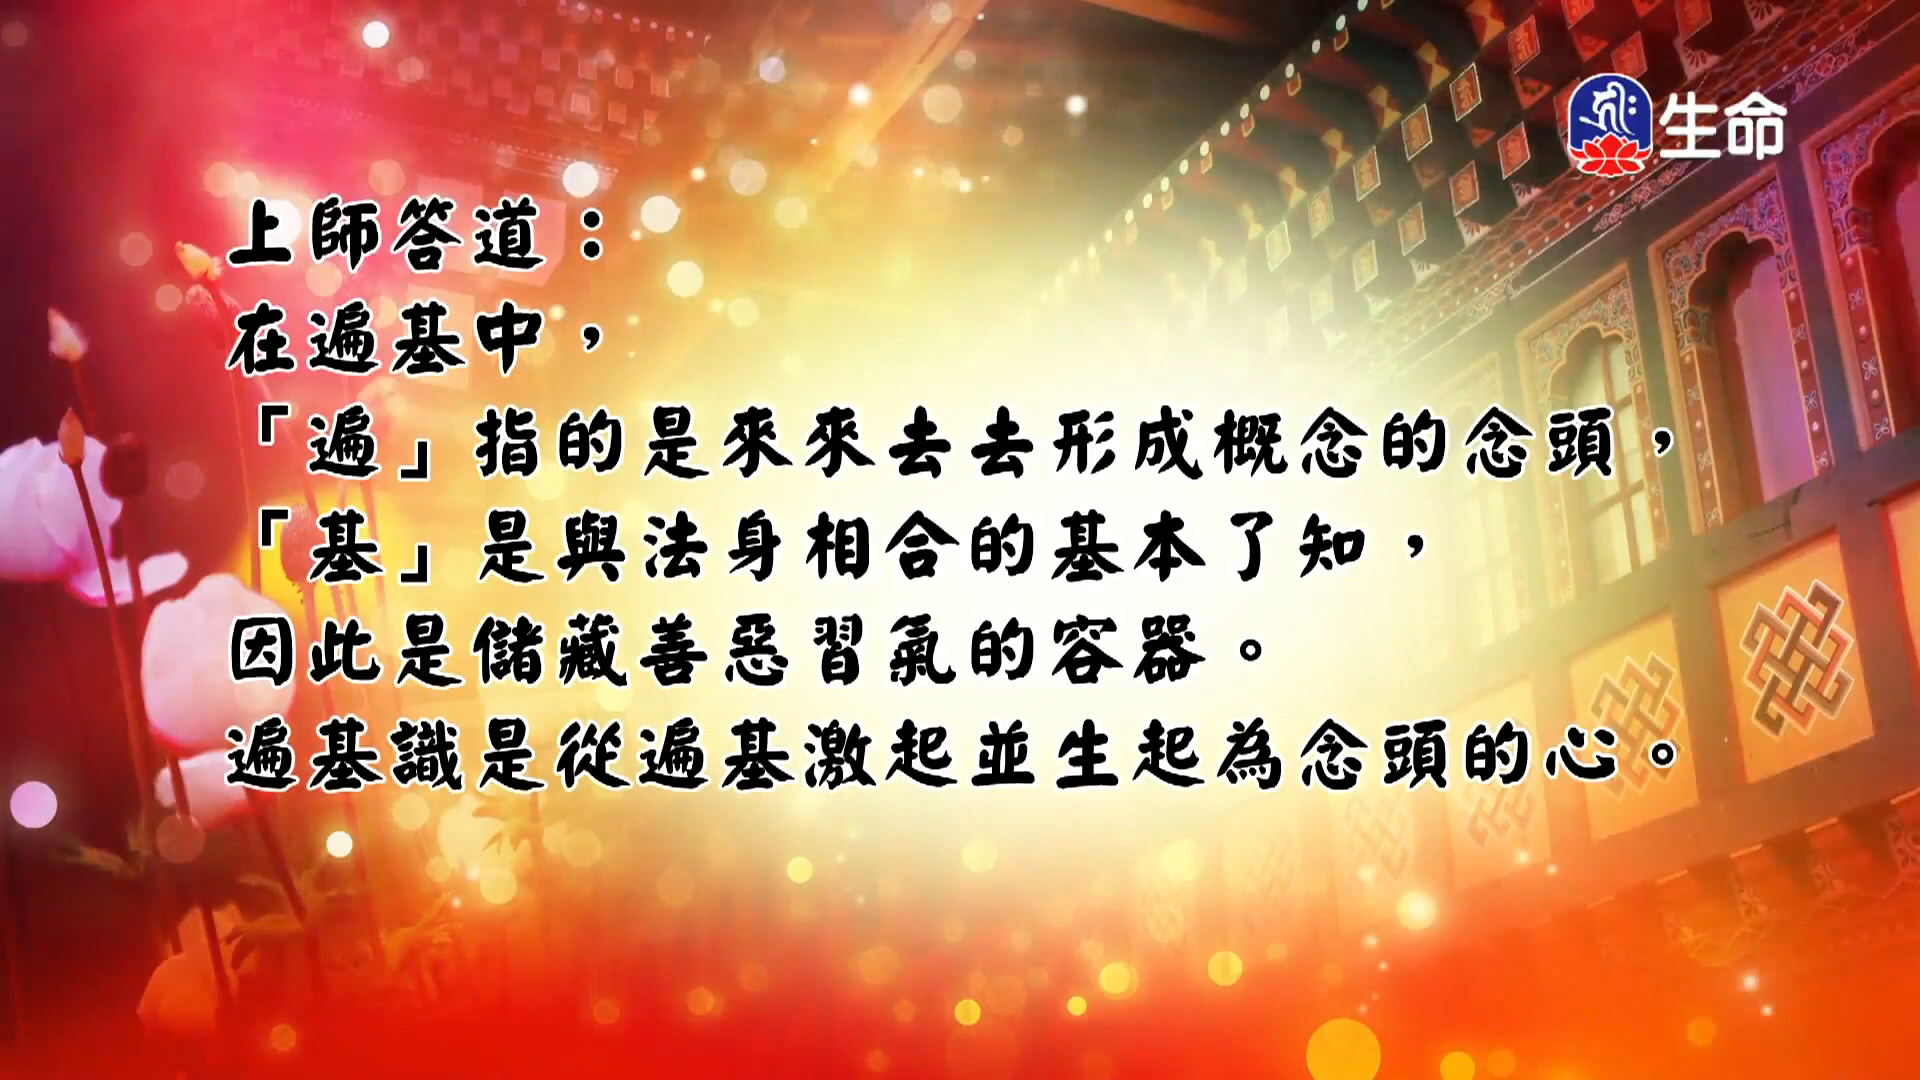 生命
上師答道：
在遍基中，
「遍」指的是來來去去形成概念的念頭，
「基」是與法身相合的基本了知，
因此是儲藏善惡習氣的容器。
遍基識是從遍基激起並生起為念頭的心。